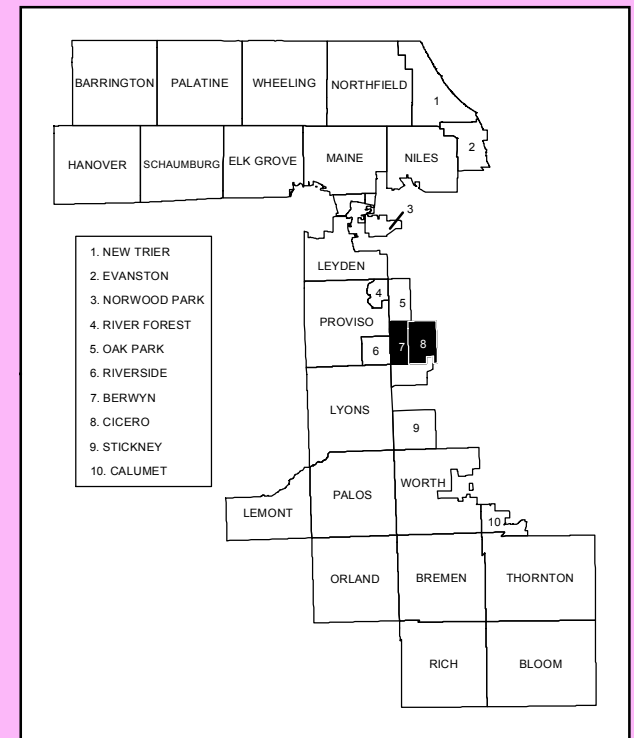 BARRINGTON PALATINE WHEELING NORTHFIELD
1
2
HANOVER SCHAUMBURG ELK GROVE MAINE NILES
3
1. NEW TRIER
2. EVANSTON
3. NORWOOD PARK
4. RIVER FOREST
5. OAK PARK
6. RIVERSIDE
7. BERWYN
8. CICERO
9. STICKNEY
10. CALUMET
LEYDEN
4
5
PROVISO
6
7
8
LYONS
9
WORTH
PALOS
LEMONT
10
ORLAND BREMEN THORNTON
RICH BLOOM